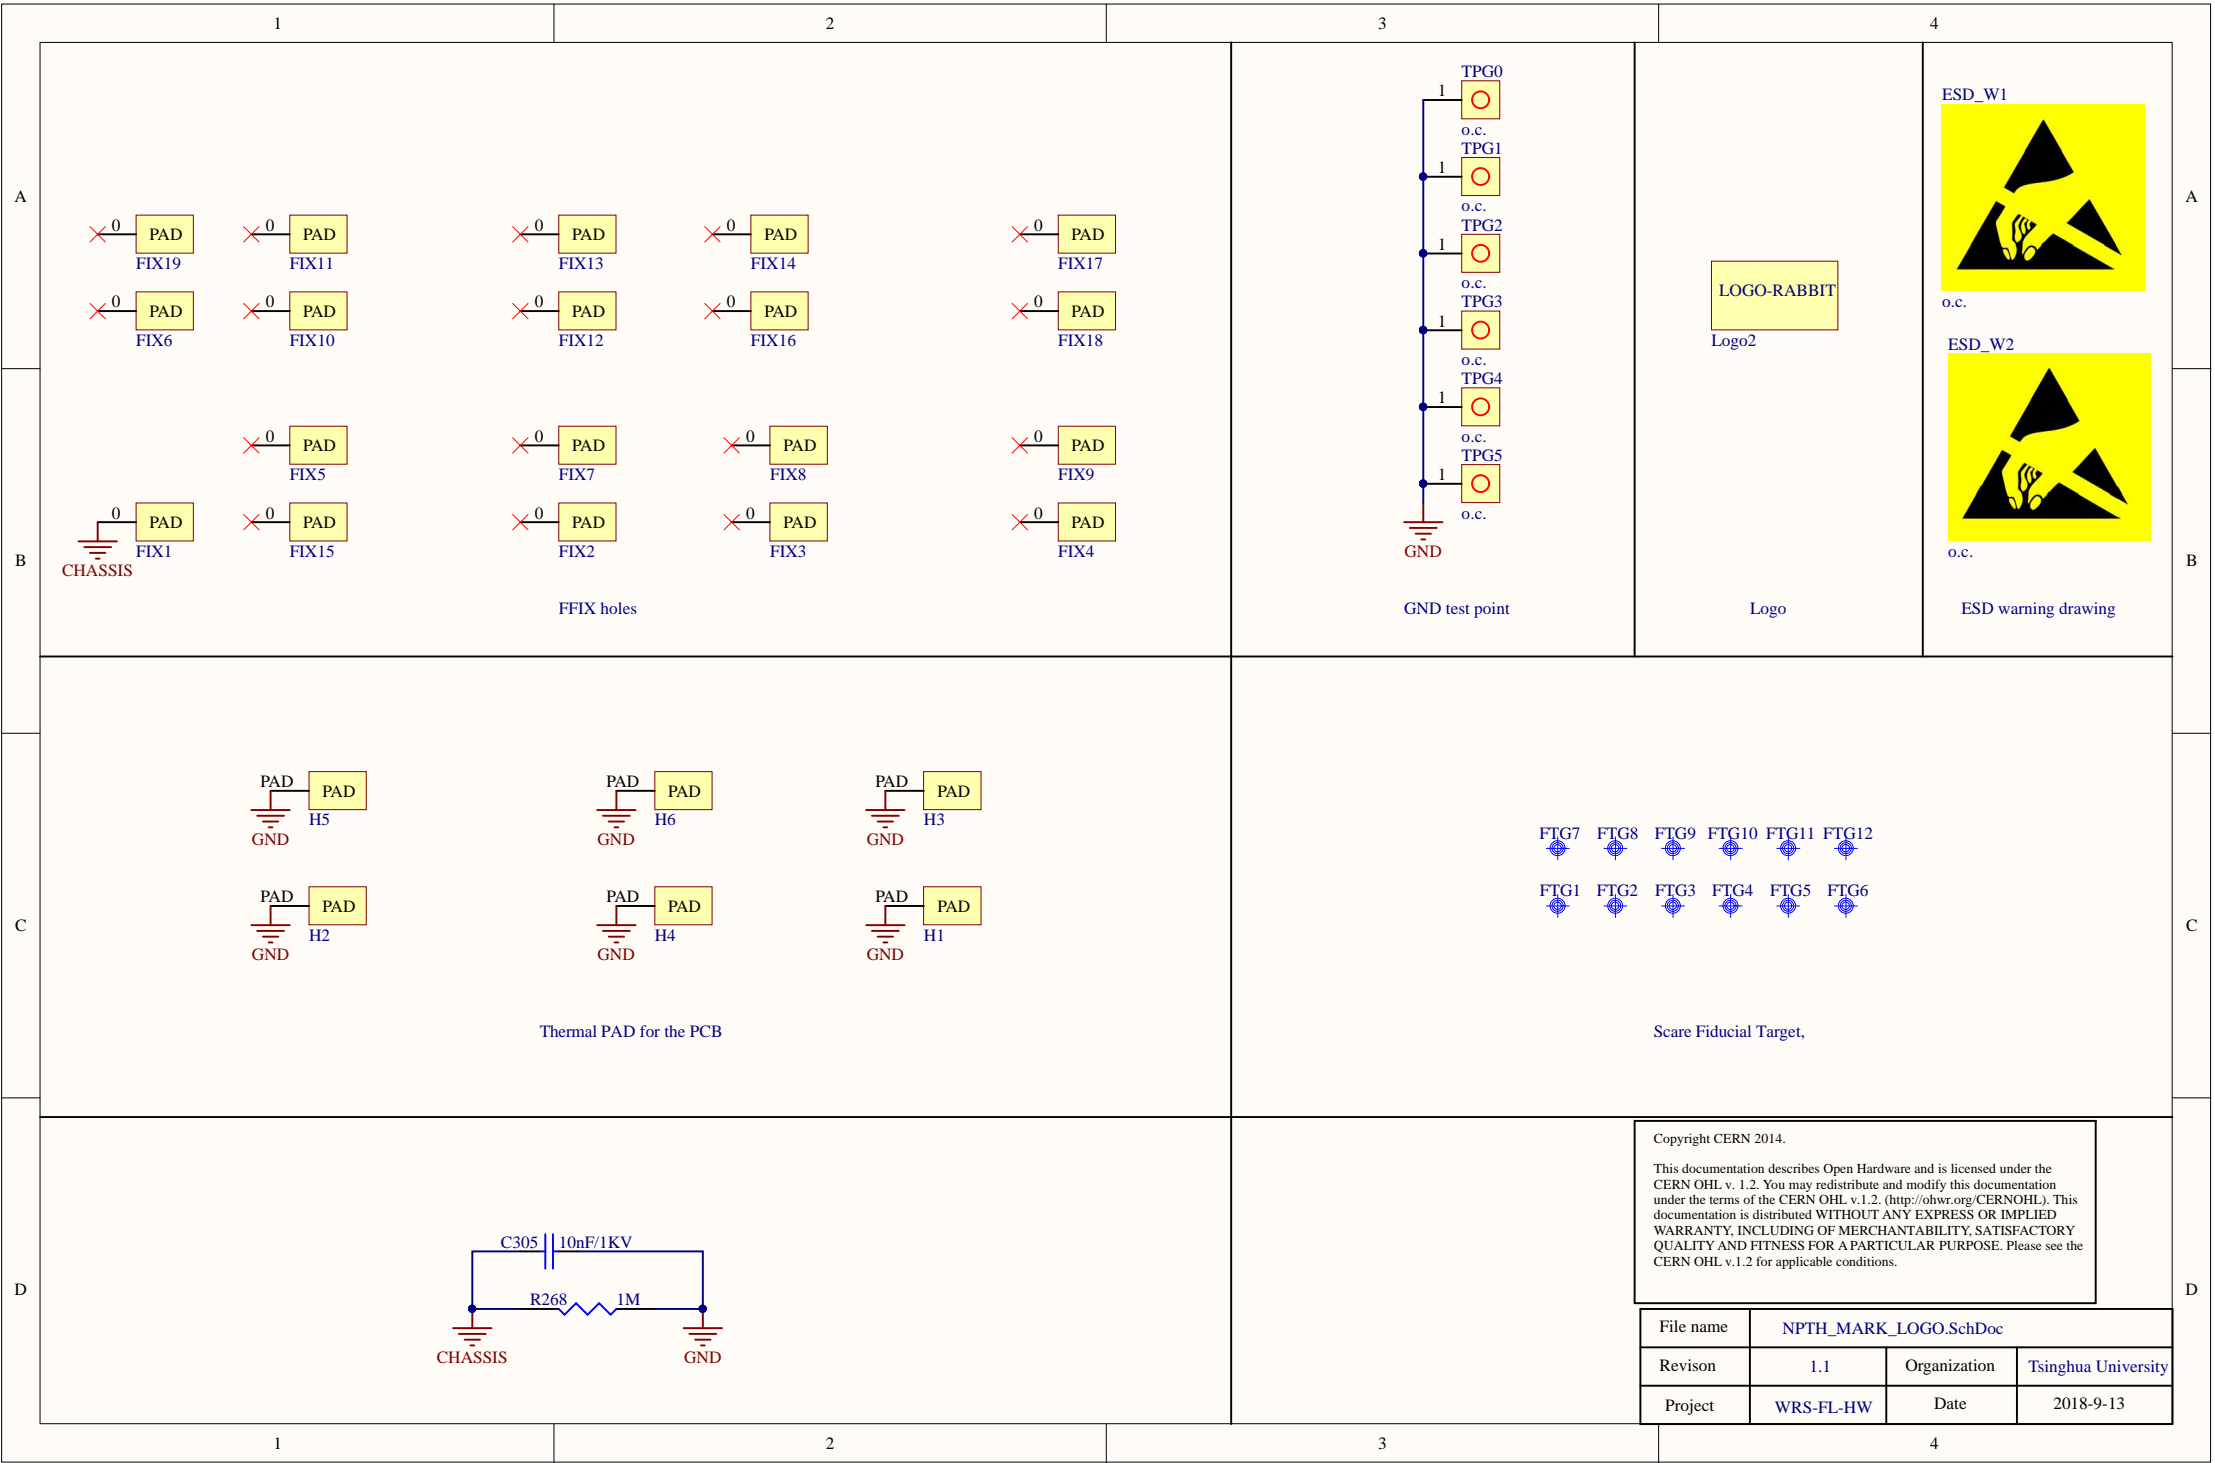 1 2 3 4
A A
B B
C C
D D
0 PAD 0 PAD 0 PAD 0 PAD 0 PAD
FIX19 FIX11 FIX13 FIX14 FIX17
0 PAD 0 PAD 0 PAD 0 PAD 0 PAD
FIX6 FIX10 FIX12 FIX16 FIX18
0 PAD 0 PAD 0 PAD 0 PAD
FIX5 FIX7 FIX8 FIX9
0 PAD 0 PAD 0 PAD 0 PAD 0 PAD
FIX1 FIX15 FIX2 FIX3 FIX4
CHASSIS
FFIX holes
TPG0
1
o.c.
TPG1
1
o.c.
TPG2
1
o.c.
TPG3
1
o.c.
TPG4
1
o.c.
TPG5
1
o.c.
GND
GND test point
LOGO-RABBIT
Logo2
Logo
ESD_W1
o.c.
ESD_W2
o.c.
ESD warning drawing
PAD PAD PAD PAD PAD PAD
H5 H6 H3
GND GND GND
PAD PAD PAD PAD PAD PAD
H2 H4 H1
GND GND GND
Thermal PAD for the PCB
FTG7 FTG8 FTG9 FTG10 FTG11 FTG12
FTG1 FTG2 FTG3 FTG4 FTG5 FTG6
Scare Fiducial Target,
C305 10nF/1KV
R268 1M
CHASSIS GND
Copyright CERN 2014.
This documentation describes Open Hardware and is licensed under the
CERN OHL v. 1.2. You may redistribute and modify this documentation
under the terms of the CERN OHL v.1.2. (http://ohwr.org/CERNOHL). This
documentation is distributed WITHOUT ANY EXPRESS OR IMPLIED
WARRANTY, INCLUDING OF MERCHANTABILITY, SATISFACTORY
QUALITY AND FITNESS FOR A PARTICULAR PURPOSE. Please see the
CERN OHL v.1.2 for applicable conditions.
File name NPTH_MARK_LOGO.SchDoc
Revison 1.1 Organization Tsinghua University
Project WRS-FL-HW Date 2018-9-13
1 2 3 4